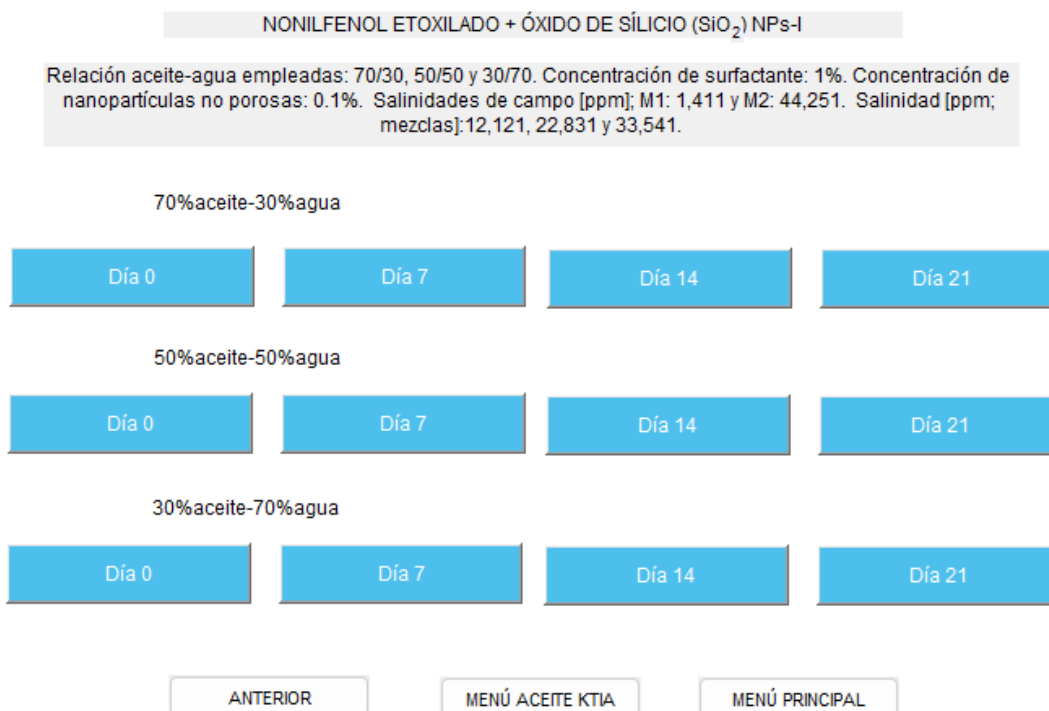 NONILFENOL ETOXILADO + ÓXIDO DE SÍLICIO (SiO2) NPs-I
Relación aceite-agua empleadas: 70/30, 50/50 y 30/70. Concentración de surfactante: 1%. Concentración de
nanopartículas no porosas: 0.1%. Salinidades de campo [ppm]; M1: 1,411 y M2: 44,251. Salinidad [ppm;
mezclas]:12,121, 22,831 y 33,541.
70%aceite-30%agua
Día 0 Día 7 Día 14 Día 21
50%aceite-50%agua
Día 0 Día 7 Día 14 Día 21
30%aceite-70%agua
Día 0 Día 7 Día 14 Día 21
ANTERIOR MENÚ ACEITE KTIA MENÚ PRINCIPAL